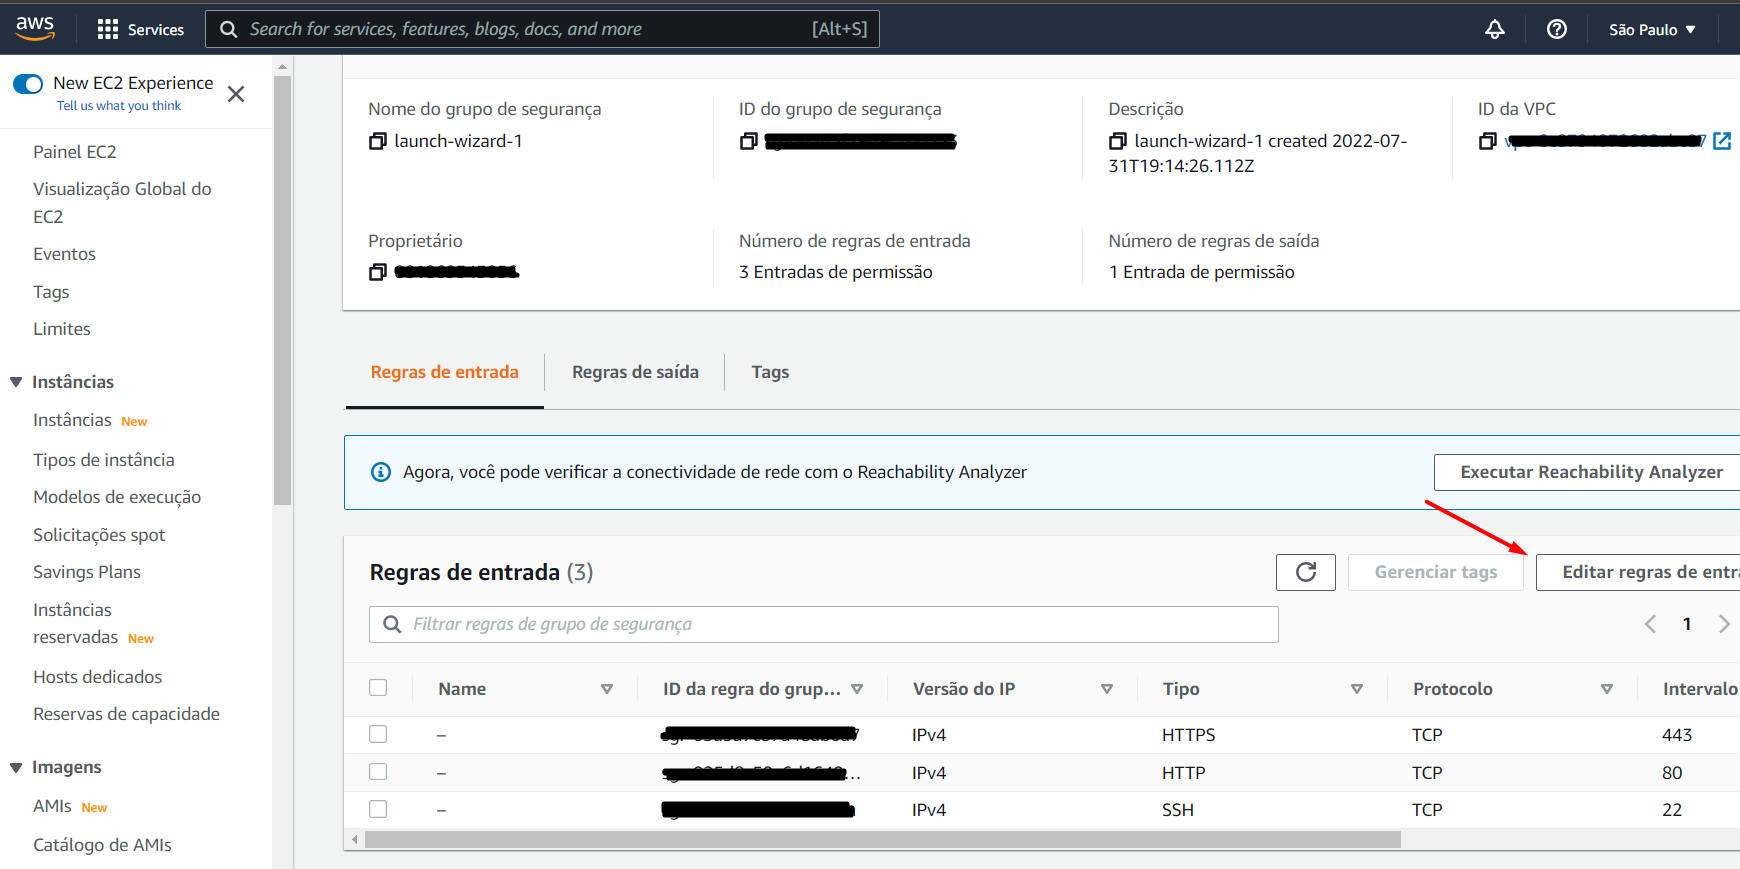 aws
Services
Search for services, features, blogs, docs, and more
[Alt+S]
São Paulo
New EC2 Experience
Tell us what you think
Painel EC2
Visualização Global do
EC2
Eventos
Tags
Limites
Instâncias
Instâncias New
Tipos de instância
Modelos de execução
Solicitações spot
Savings Plans
Instâncias
reservadas New
Hosts dedicados
Reservas de capacidade
Imagens
AMIs New
Catálogo de AMIs
Nome do grupo de segurança
launch-wizard-1
ID do grupo de segurança
Descrição
launch-wizard-1 created 2022-07-
31T19:14:26.112Z
ID da VPC
Proprietário
Número de regras de entrada
3 Entradas de permissão
Número de regras de saída
1 Entrada de permissão
Regras de entrada
Regras de saída
Tags
Agora, você pode verificar a conectividade de rede com o Reachability Analyzer
Executar Reachability Analyzer
Regras de entrada (3)
Gerenciar tags
Editar regras de entra
Filtrar regras de grupo de segurança
1
Name ID da regra do grup... Versão do IP Tipo Protocolo Intervalo
– IPv4 HTTPS TCP 443
– IPv4 HTTP TCP 80
– IPv4 SSH TCP 22